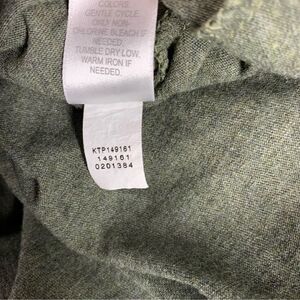 COLORS.
GENTLE CYCLE.
ONLY NON-
CHLORINE BLEACH IF
NEEDED.
TUMBLE DRY LOW.
WARM IRON IF
NEEDED.
KTP149161
149161
0201384